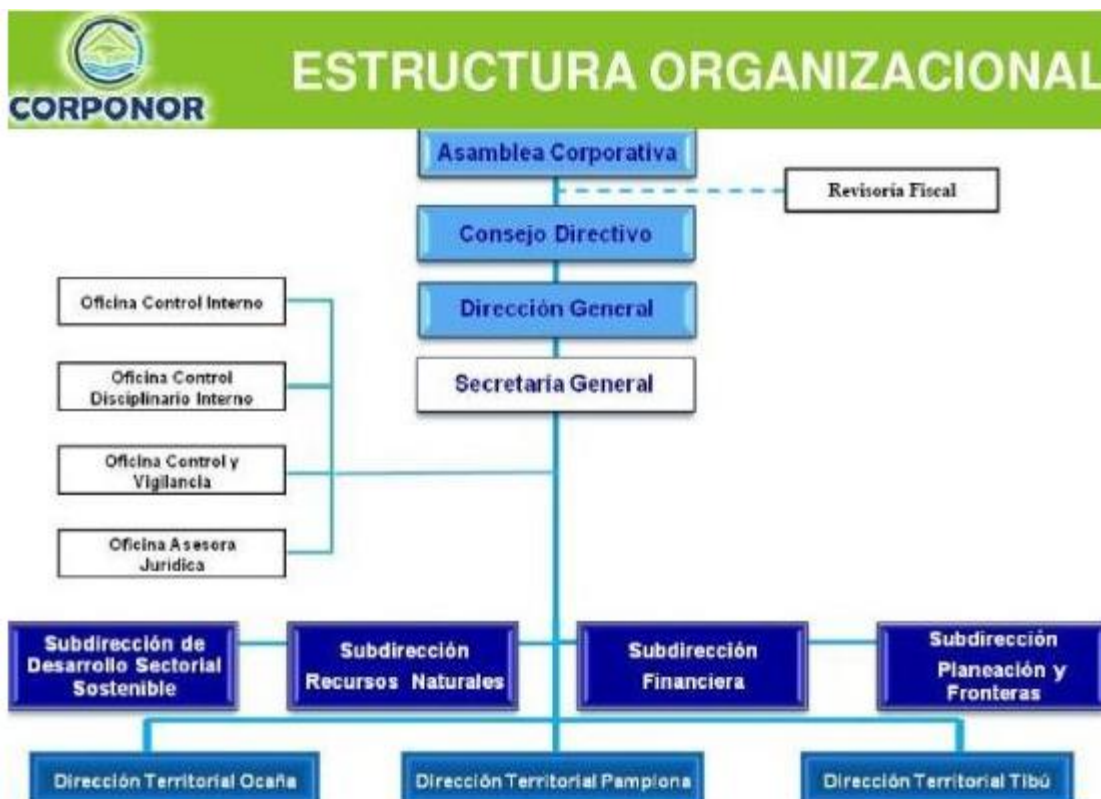 CORPONOR
ESTRUCTURA ORGANIZACIONAL
Asamblea Corporativa
Revisoría Fiscal
Consejo Directivo
Oficina Control Interno
Dirección General
Oficina Control
Disciplinario Interno
Secretaría General
Oficina Control y
Vigilancia
Oficina Asesora
Jurídica
Subdirección de
Desarrollo Sectorial
Sostenible
Subdirección
Recursos Naturales
Subdirección
Financiera
Subdirección
Planeación y
Fronteras
Dirección Territorial Ocaña
Dirección Territorial Pamplona
Dirección Territorial Tibú